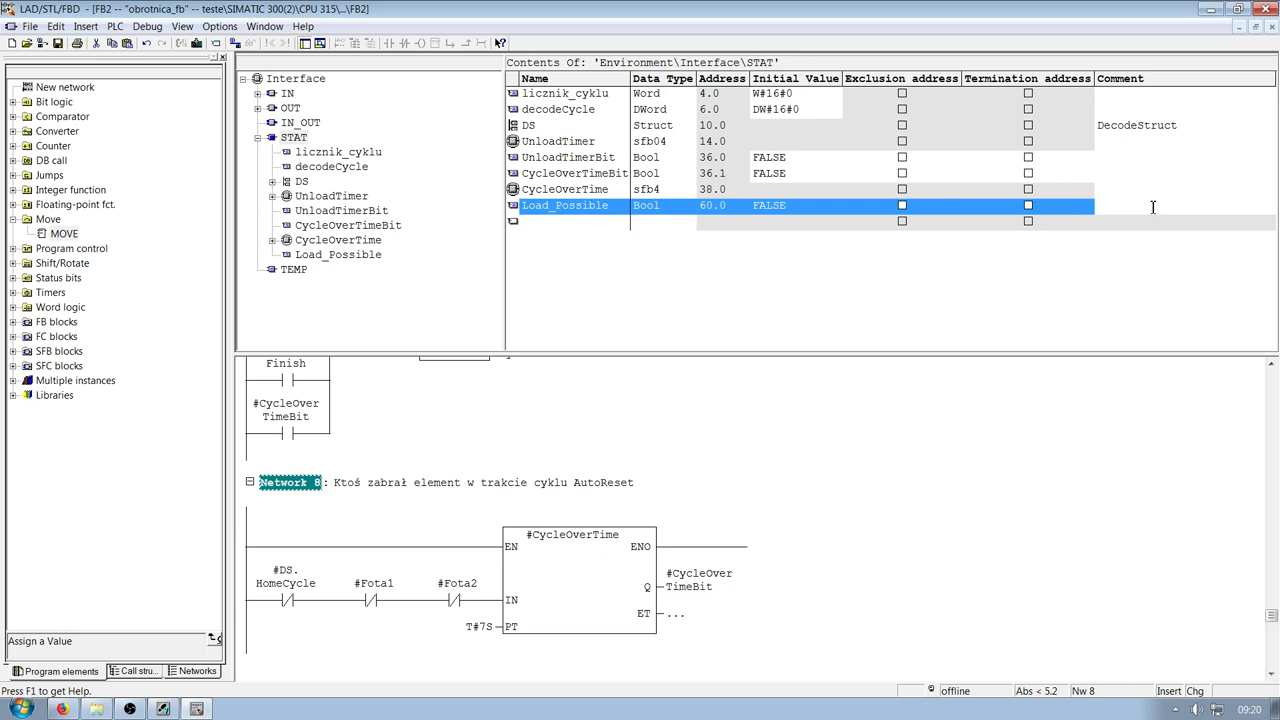 LAD/STL/FBD - [FB2 -- "obrotnica_fb" -- teste\SIMATIC 300(2)\CPU 315\...\FB2]
File Edit Insert PLC Debug View Options Window Help
New network
Bit logic
Comparator
Converter
Counter
DB call
Jumps
Integer function
Floating-point fct.
Move
MOVE
Program control
Shift/Rotate
Status bits
Timers
Word logic
FB blocks
FC blocks
SFB blocks
SFC blocks
Multiple instances
Libraries
Assign a Value
Program elements Call stru... Networks
Interface
IN
OUT
IN_OUT
STAT
licznik_cyklu
decodeCycle
DS
UnloadTimer
UnloadTimerBit
CycleOverTimeBit
CycleOverTime
Load_Possible
TEMP
Contents Of: 'Environment\Interface\STAT'
Name Data Type Address Initial Value Exclusion address Termination address Comment
licznik_cyklu Word 4.0 W#16#0
decodeCycle DWord 6.0 DW#16#0
DS Struct 10.0 DecodeStruct
UnloadTimer sfb04 14.0
UnloadTimerBit Bool 36.0 FALSE
CycleOverTimeBit Bool 36.1 FALSE
CycleOverTime sfb4 38.0
Load_Possible Bool 60.0 FALSE
Finish
#CycleOver
TimeBit
Network 8: Ktoś zabrał element w trakcie cyklu AutoReset
#CycleOverTime
EN ENO
#DS.
HomeCycle #Fota1 #Fota2
IN
T#7S PT
#CycleOver
Q TimeBit
ET ...
Press F1 to get Help.
offline Abs < 5.2 Nw 8 Insert Chg
09:20